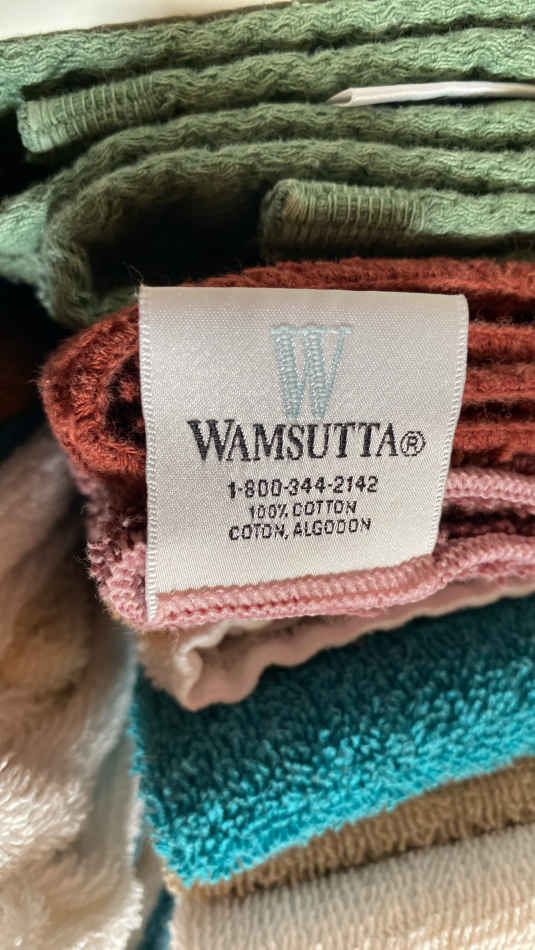 W
WAMSUTTA®
1-800-344-2142
100% COTTON
COTON, ALGODON